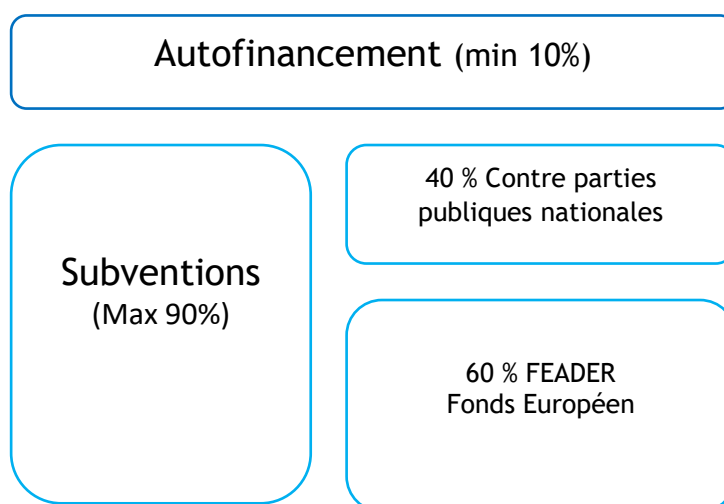 Autofinancement (min 10%)
Subventions
(Max 90%)
40 % Contre parties
publiques nationales
60 % FEADER
Fonds Européen